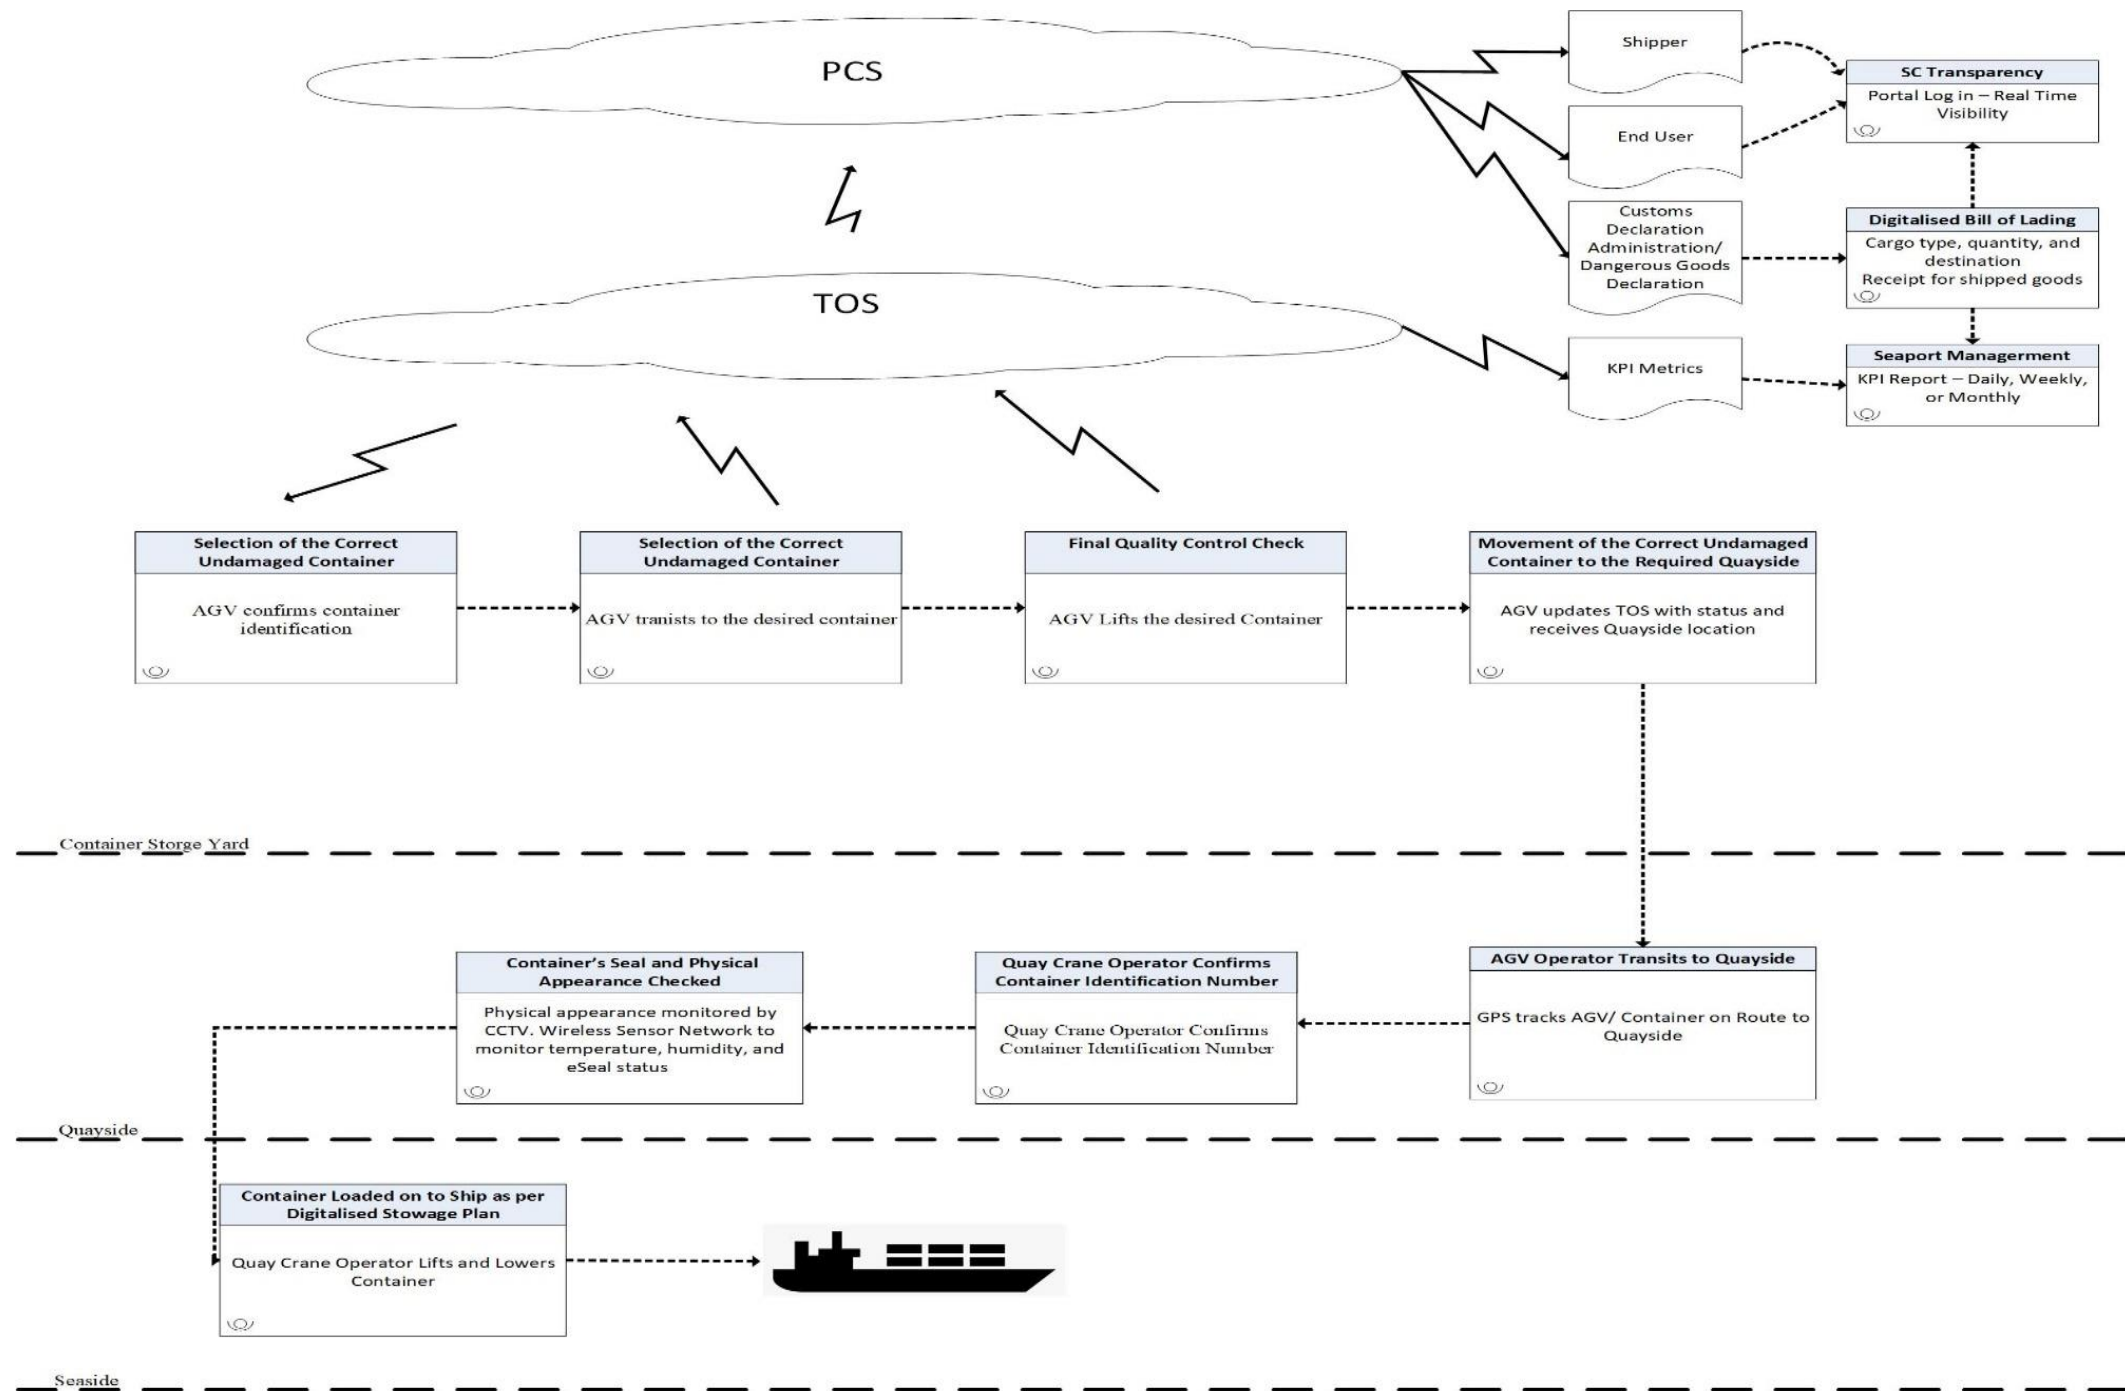 PCS
Shipper
SC Transparency
Portal Log in – Real Time
Visibility
End User
Customs
Declaration
Administration/
Dangerous Goods
Declaration
Digitalised Bill of Lading
Cargo type, quantity, and
destination
Receipt for shipped goods
TOS
KPI Metrics
Seaport Managerment
KPI Report – Daily, Weekly,
or Monthly
Selection of the Correct
Undamaged Container
AGV confirms container
identification
Selection of the Correct
Undamaged Container
AGV tranists to the desired container
Final Quality Control Check
AGV Lifts the desired Container
Movement of the Correct Undamaged
Container to the Required Quayside
AGV updates TOS with status and
receives Quayside location
Container Storge Yard
Container's Seal and Physical
Appearance Checked
Physical appearance monitored by
CCTV. Wireless Sensor Network to
monitor temperature, humidity, and
eSeal status
Quay Crane Operator Confirms
Container Identification Number
Quay Crane Operator Confirms
Container Identification Number
AGV Operator Transits to Quayside
GPS tracks AGV/ Container on Route to
Quayside
Quayside
Container Loaded on to Ship as per
Digitalised Stowage Plan
Quay Crane Operator Lifts and Lowers
Container
Seaside